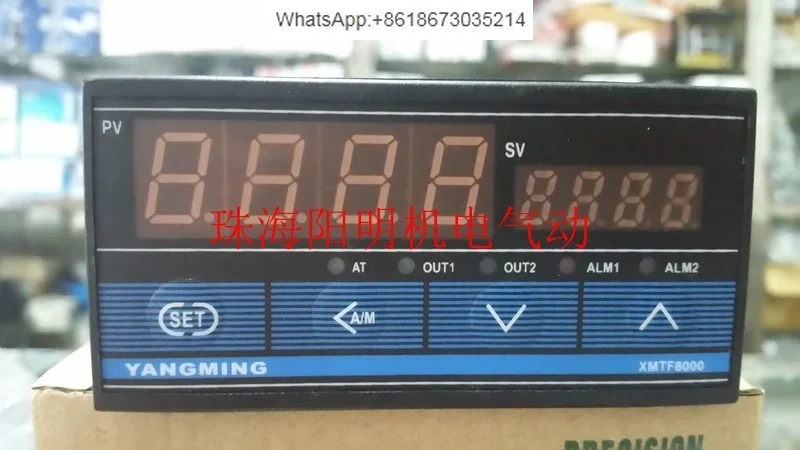 WhatsApp:+8618673035214
PV
SV
珠海阳明机电气动
AT OUT1 OUT2 ALM1 ALM2
SET A/M
YANGMING XMTF8000
PRECISION